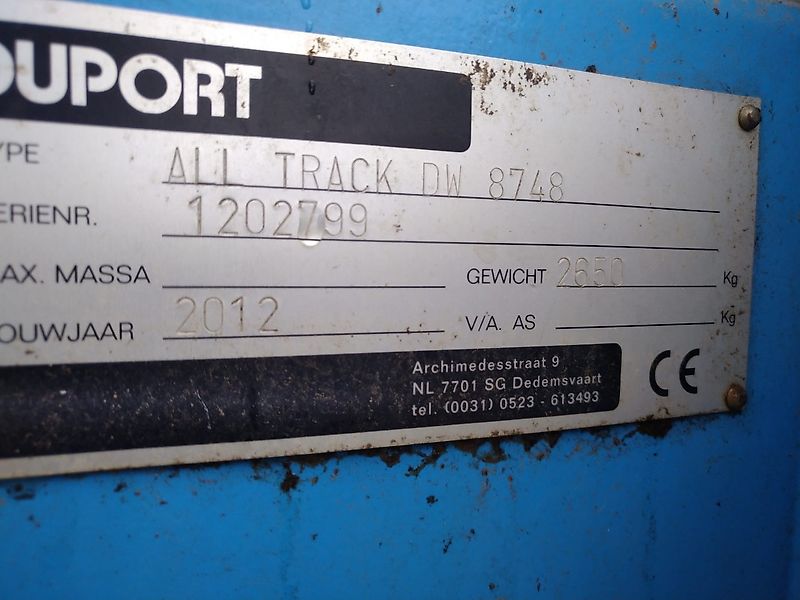 OUPORT
YPE ALL TRACK DW 8748
ERIENR. 1202799
AX. MASSA GEWICHT 2650 Kg
OUWJAAR 2012 V/A. AS Kg
Archimedesstraat 9
NL 7701 SG Dedemsvaart
tel. (0031) 0523 - 613493
CE